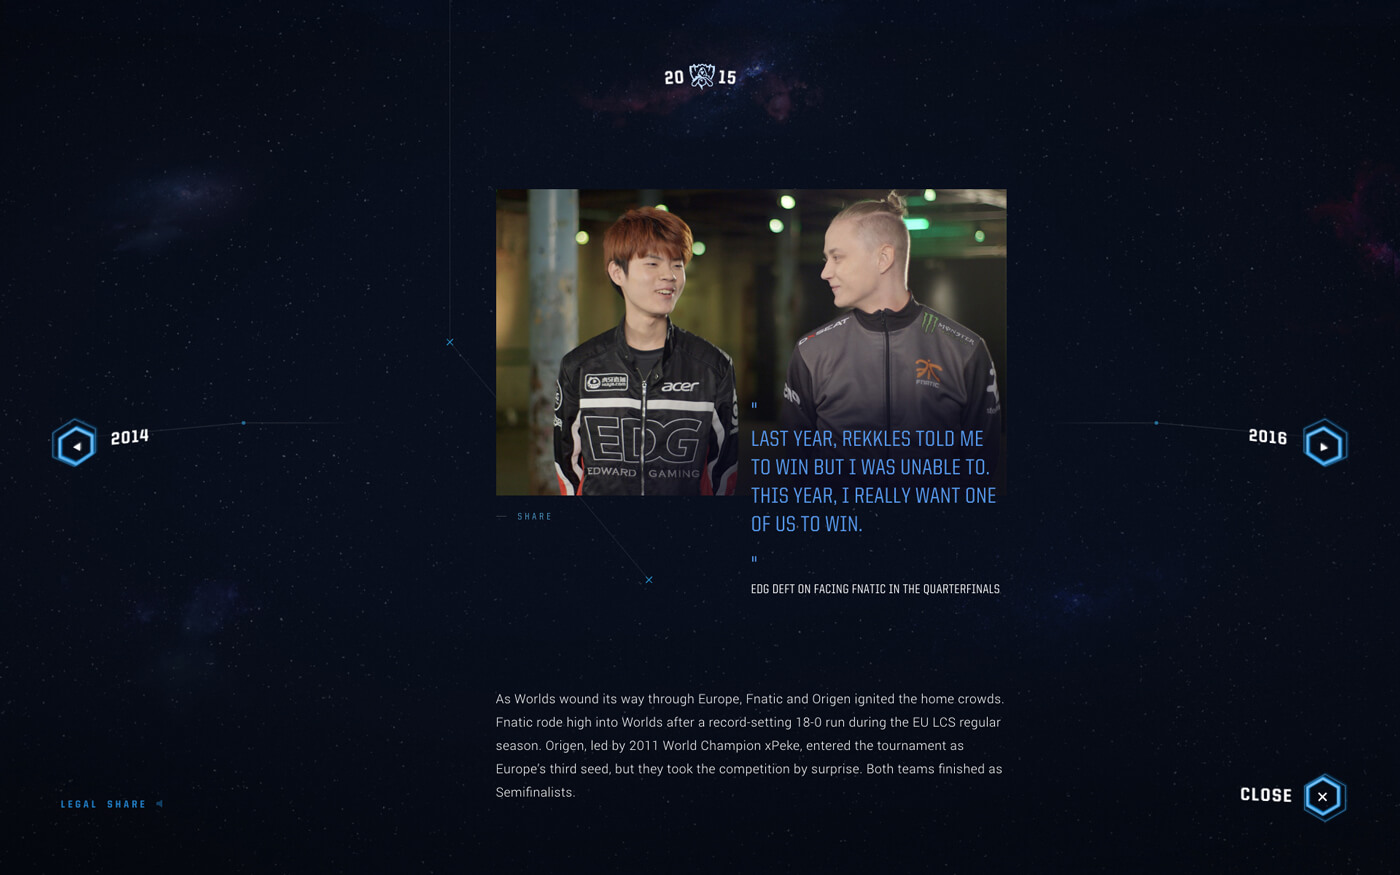 20 15
DXSEAT
MONSTER
FNATIC
acer
EDG
EDWARD GAMING
"
LAST YEAR, REKKLES TOLD ME
TO WIN BUT I WAS UNABLE TO.
THIS YEAR, I REALLY WANT ONE
OF US TO WIN.
"
EDG DEFT ON FACING FNATIC IN THE QUARTERFINALS
— SHARE
2014
2016
As Worlds wound its way through Europe, Fnatic and Origen ignited the home crowds.
Fnatic rode high into Worlds after a record-setting 18-0 run during the EU LCS regular
season. Origen, led by 2011 World Champion xPeke, entered the tournament as
Europe's third seed, but they took the competition by surprise. Both teams finished as
Semifinalists.
LEGAL SHARE
CLOSE